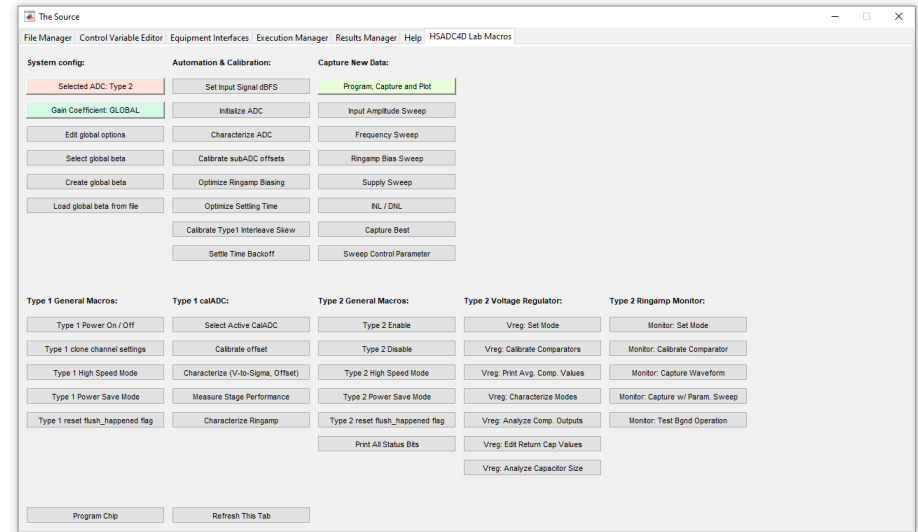 The Source
File Manager Control Variable Editor Equipment Interfaces Execution Manager Results Manager Help HSADC4D Lab Macros
System config: Automation & Calibration: Capture New Data:
Selected ADC: Type 2 Set Input Signal dBFS Program, Capture and Plot
Gain Coefficient: GLOBAL Initialize ADC Input Amplitude Sweep
Edit global options Characterize ADC Frequency Sweep
Select global beta Calibrate subADC offsets Ringamp Bias Sweep
Create global beta Optimize Ringamp Biasing Supply Sweep
Load global beta from file Optimize Settling Time INL / DNL
Calibrate Type1 Interleave Skew Capture Best
Settle Time Backoff Sweep Control Parameter
Type 1 General Macros: Type 1 calADC: Type 2 General Macros: Type 2 Voltage Regulator: Type 2 Ringamp Monitor:
Type 1 Power On / Off Select Active CalADC Type 2 Enable Vreg: Set Mode Monitor: Set Mode
Type 1 clone channel settings Calibrate offset Type 2 Disable Vreg: Calibrate Comparators Monitor: Calibrate Comparator
Type 1 High Speed Mode Characterize (V-to-Sigma, Offset) Type 2 High Speed Mode Vreg: Print Avg. Comp. Values Monitor: Capture Waveform
Type 1 Power Save Mode Measure Stage Performance Type 2 Power Save Mode Vreg: Characterize Modes Monitor: Capture w/ Param. Sweep
Type 1 reset flush_happened flag Characterize Ringamp Type 2 reset flush_happened flag Vreg: Analyze Comp. Outputs Monitor: Test Bgnd Operation
Print All Status Bits Vreg: Edit Return Cap Values
Vreg: Analyze Capacitor Size
Program Chip Refresh This Tab